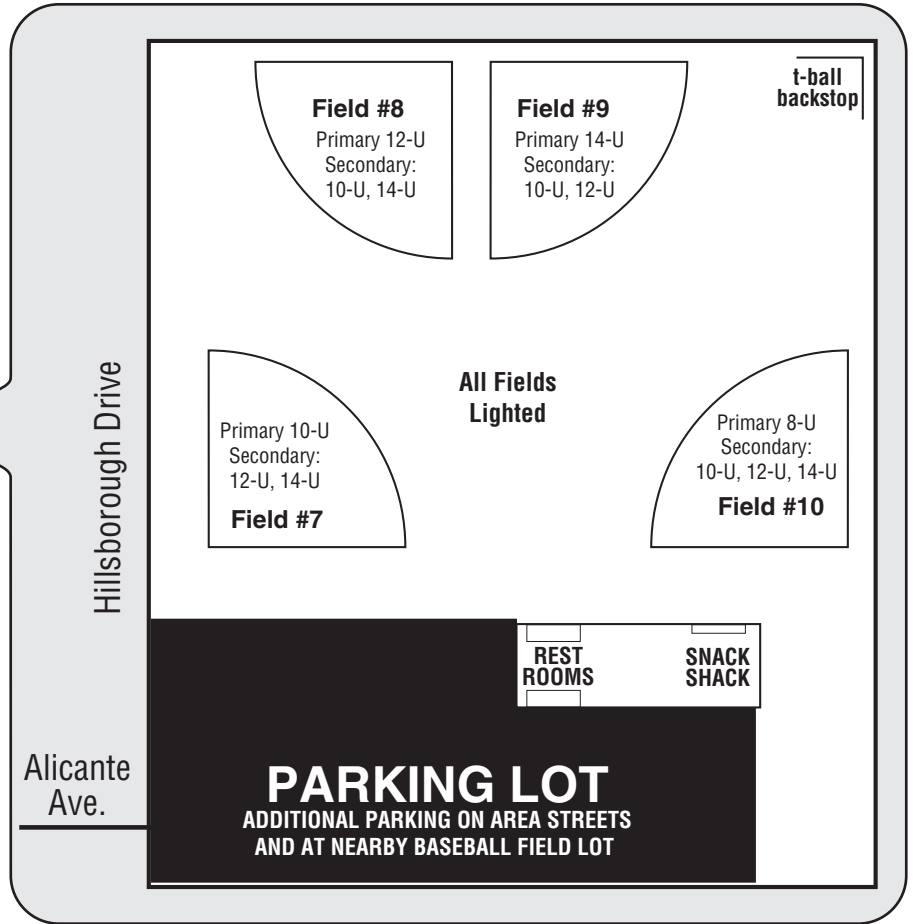 Field #8
Primary 12-U
Secondary:
10-U, 14-U
Field #9
Primary 14-U
Secondary:
10-U, 12-U
t-ball
backstop
Hillsborough Drive
All Fields
Lighted
Primary 10-U
Secondary:
12-U, 14-U
Field #7
Primary 8-U
Secondary:
10-U, 12-U, 14-U
Field #10
REST
ROOMS
SNACK
SHACK
Alicante
Ave.
PARKING LOT
ADDITIONAL PARKING ON AREA STREETS
AND AT NEARBY BASEBALL FIELD LOT